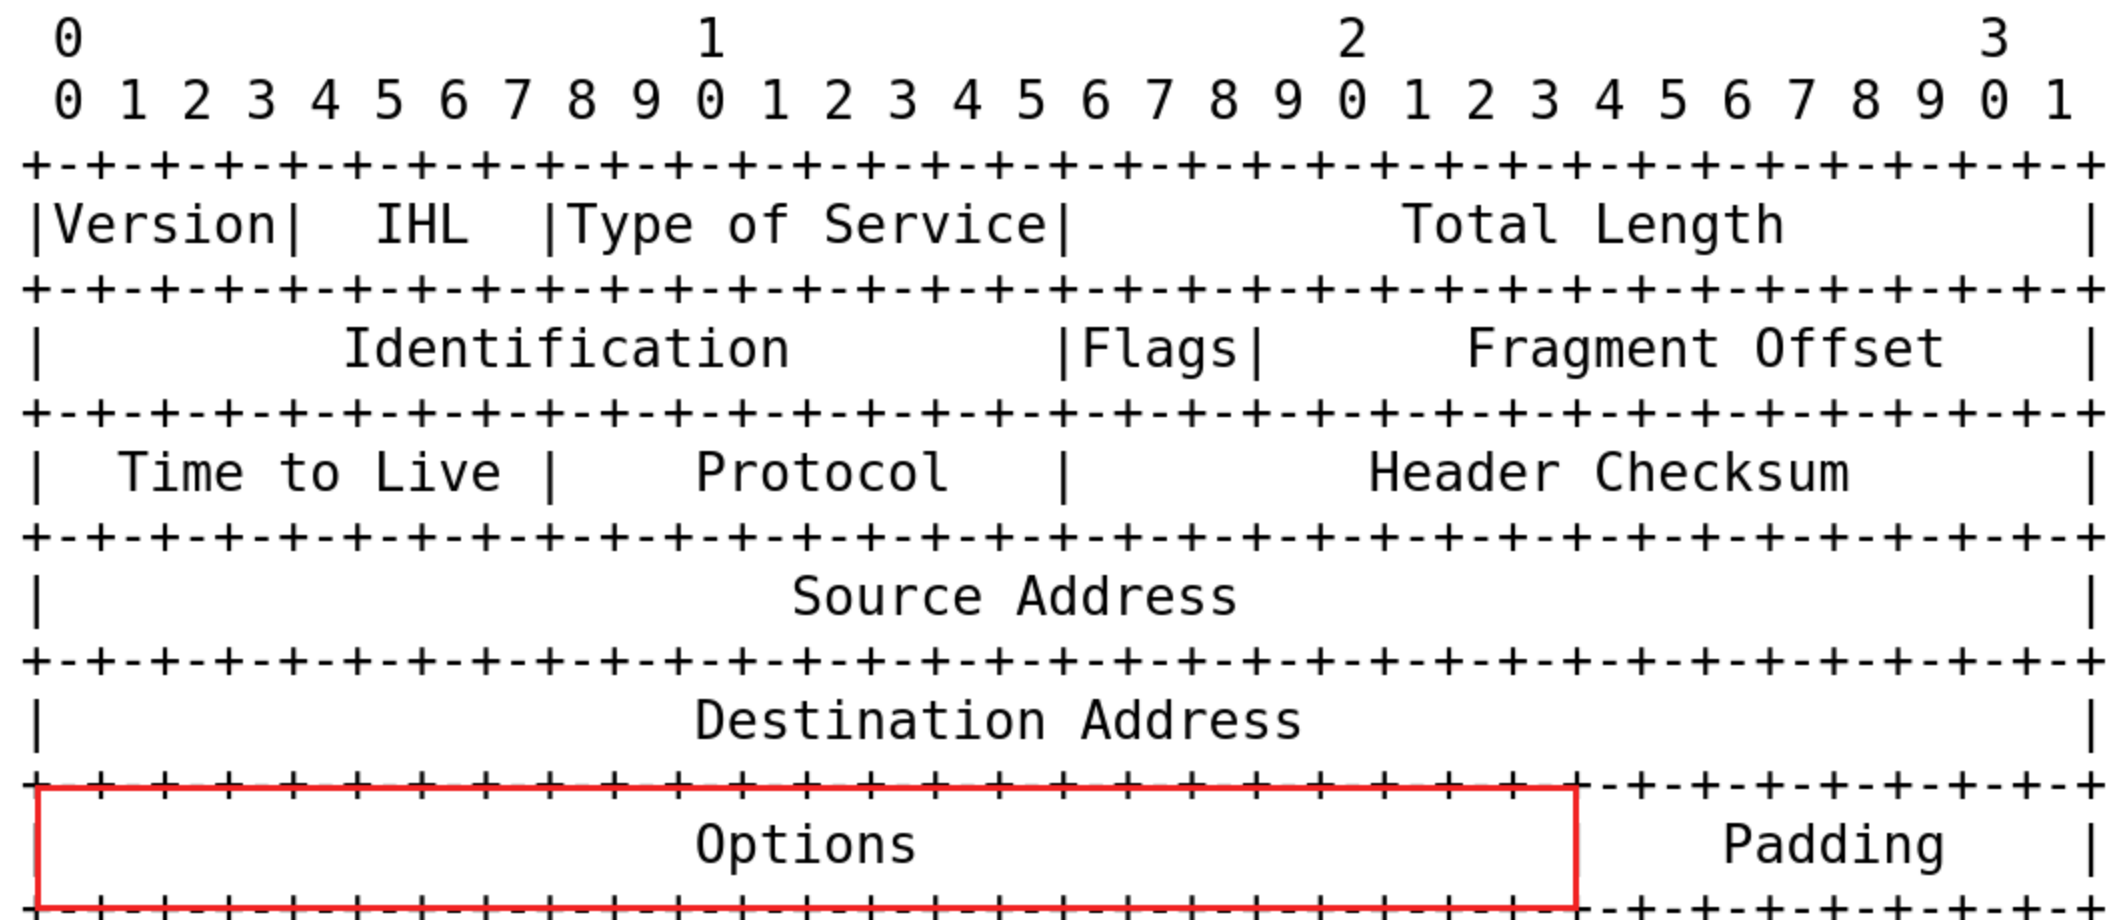 0                   1                   2                   3
 0 1 2 3 4 5 6 7 8 9 0 1 2 3 4 5 6 7 8 9 0 1 2 3 4 5 6 7 8 9 0 1
+-+-+-+-+-+-+-+-+-+-+-+-+-+-+-+-+-+-+-+-+-+-+-+-+-+-+-+-+-+-+-+-+
|Version|  IHL  |Type of Service|          Total Length         |
+-+-+-+-+-+-+-+-+-+-+-+-+-+-+-+-+-+-+-+-+-+-+-+-+-+-+-+-+-+-+-+-+
|         Identification        |Flags|      Fragment Offset    |
+-+-+-+-+-+-+-+-+-+-+-+-+-+-+-+-+-+-+-+-+-+-+-+-+-+-+-+-+-+-+-+-+
|  Time to Live |    Protocol   |         Header Checksum       |
+-+-+-+-+-+-+-+-+-+-+-+-+-+-+-+-+-+-+-+-+-+-+-+-+-+-+-+-+-+-+-+-+
|                       Source Address                          |
+-+-+-+-+-+-+-+-+-+-+-+-+-+-+-+-+-+-+-+-+-+-+-+-+-+-+-+-+-+-+-+-+
|                    Destination Address                        |
+-+-+-+-+-+-+-+-+-+-+-+-+-+-+-+-+-+-+-+-+-+-+-+-+-+-+-+-+-+-+-+-+
|                    Options                    |    Padding    |
+-+-+-+-+-+-+-+-+-+-+-+-+-+-+-+-+-+-+-+-+-+-+-+-+-+-+-+-+-+-+-+-+